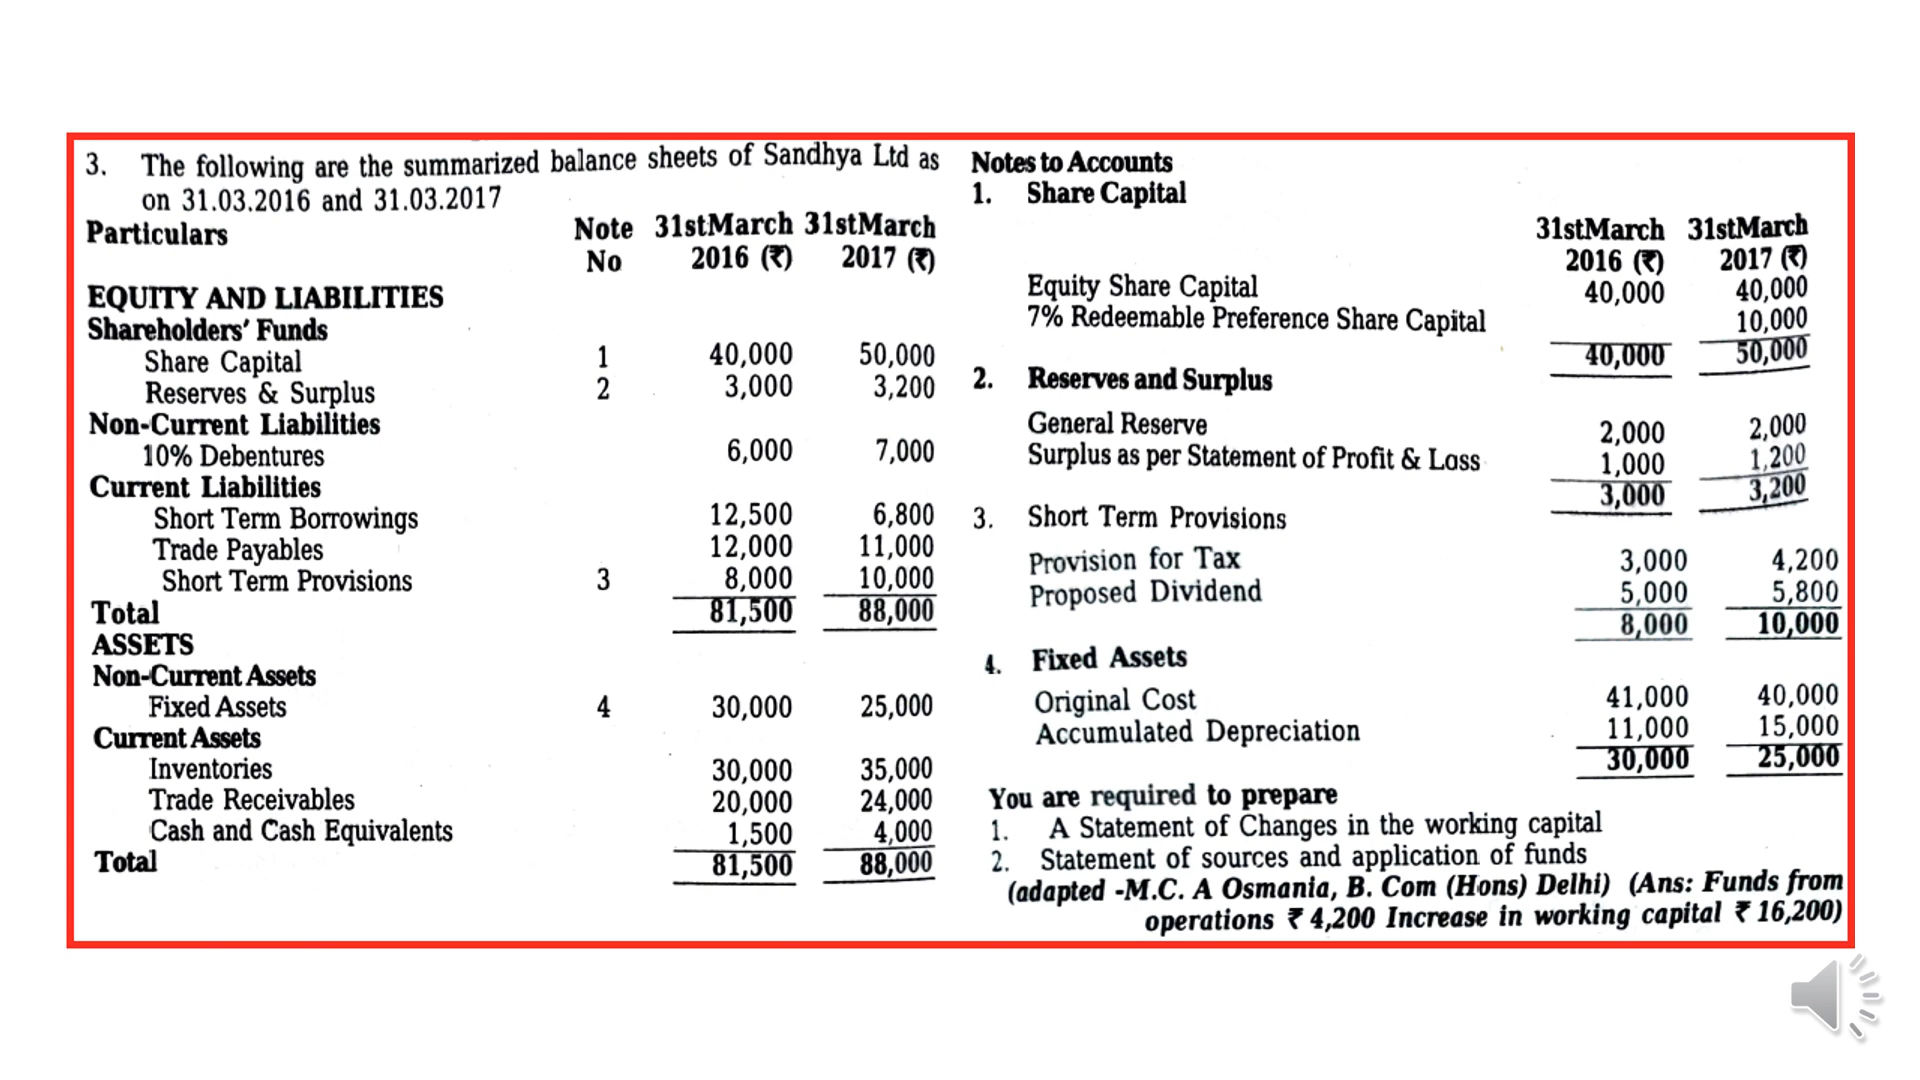 3. The following are the summarized balance sheets of Sandhya Ltd as
on 31.03.2016 and 31.03.2017
Particulars Note 31stMarch 31stMarch
No 2016 (₹) 2017 (₹)
EQUITY AND LIABILITIES
Shareholders' Funds
Share Capital 1 40,000 50,000
Reserves & Surplus 2 3,000 3,200
Non-Current Liabilities
10% Debentures 6,000 7,000
Current Liabilities
Short Term Borrowings 12,500 6,800
Trade Payables 12,000 11,000
Short Term Provisions 3 8,000 10,000
Total 81,500 88,000
ASSETS
Non-Current Assets
Fixed Assets 4 30,000 25,000
Current Assets
Inventories 30,000 35,000
Trade Receivables 20,000 24,000
Cash and Cash Equivalents 1,500 4,000
Total 81,500 88,000
Notes to Accounts
1. Share Capital
31stMarch 31stMarch
2016 (₹) 2017 (₹)
Equity Share Capital 40,000 40,000
7% Redeemable Preference Share Capital 10,000
40,000 50,000
2. Reserves and Surplus
General Reserve 2,000 2,000
Surplus as per Statement of Profit & Loss 1,000 1,200
3,000 3,200
3. Short Term Provisions
Provision for Tax 3,000 4,200
Proposed Dividend 5,000 5,800
8,000 10,000
4. Fixed Assets
Original Cost 41,000 40,000
Accumulated Depreciation 11,000 15,000
30,000 25,000
You are required to prepare
1. A Statement of Changes in the working capital
2. Statement of sources and application of funds
(adapted -M.C. A Osmania, B. Com (Hons) Delhi) (Ans: Funds from
operations ₹ 4,200 Increase in working capital ₹ 16,200)